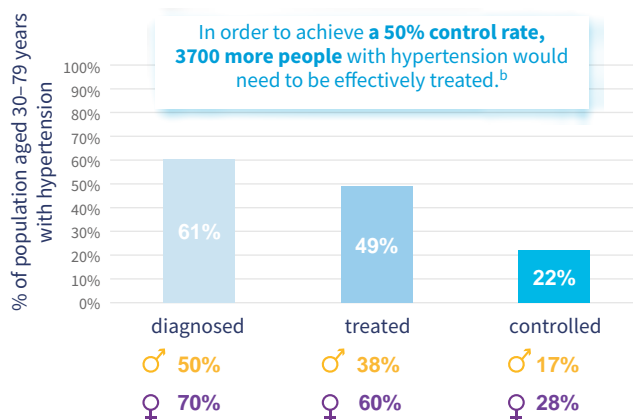 In order to achieve a 50% control rate,
3700 more people with hypertension would
need to be effectively treated.b
% of population aged 30–79 years
with hypertension
100%
90%
80%
70%
60%
50%
40%
30%
20%
10%
0%
61%
49%
22%
diagnosed
treated
controlled
♂ 50%
♂ 38%
♂ 17%
♀ 70%
♀ 60%
♀ 28%